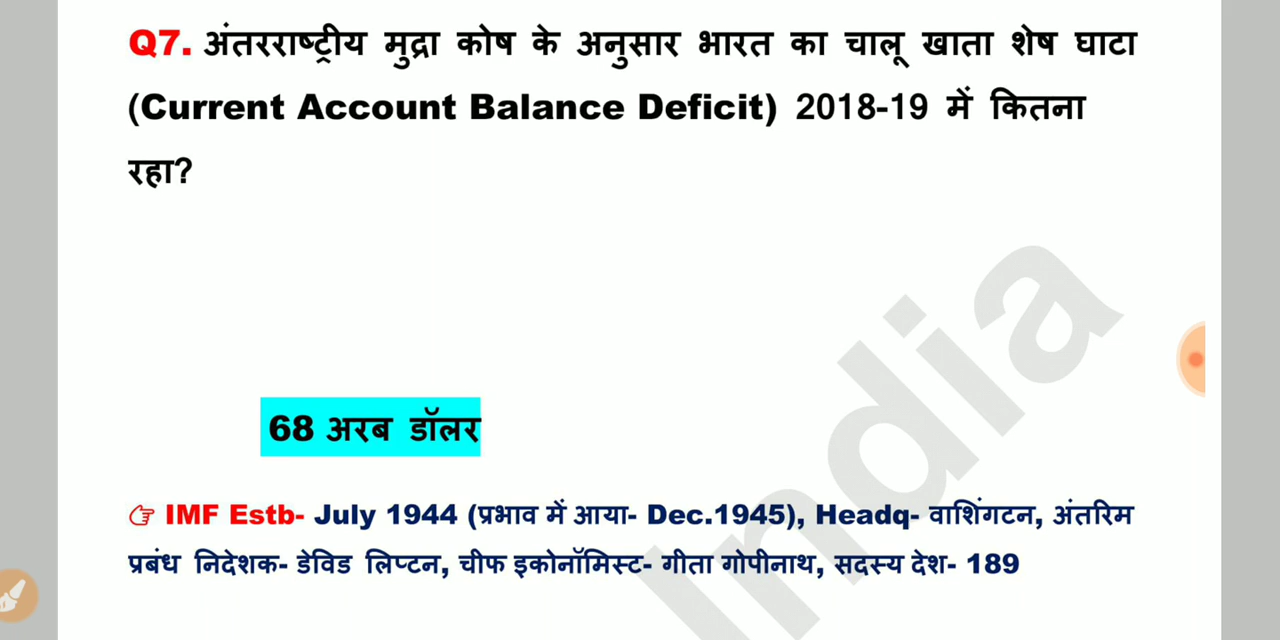 Q7. अंतरराष्ट्रीय मुद्रा कोष के अनुसार भारत का चालू खाता शेष घाटा
(Current Account Balance Deficit) 2018-19 में कितना
रहा?
68 अरब डॉलर
☞ IMF Estb- July 1944 (प्रभाव में आया- Dec.1945), Headq- वाशिंगटन, अंतरिम
प्रबंध निदेशक- डेविड लिप्टन, चीफ इकोनॉमिस्ट- गीता गोपीनाथ, सदस्य देश- 189
India